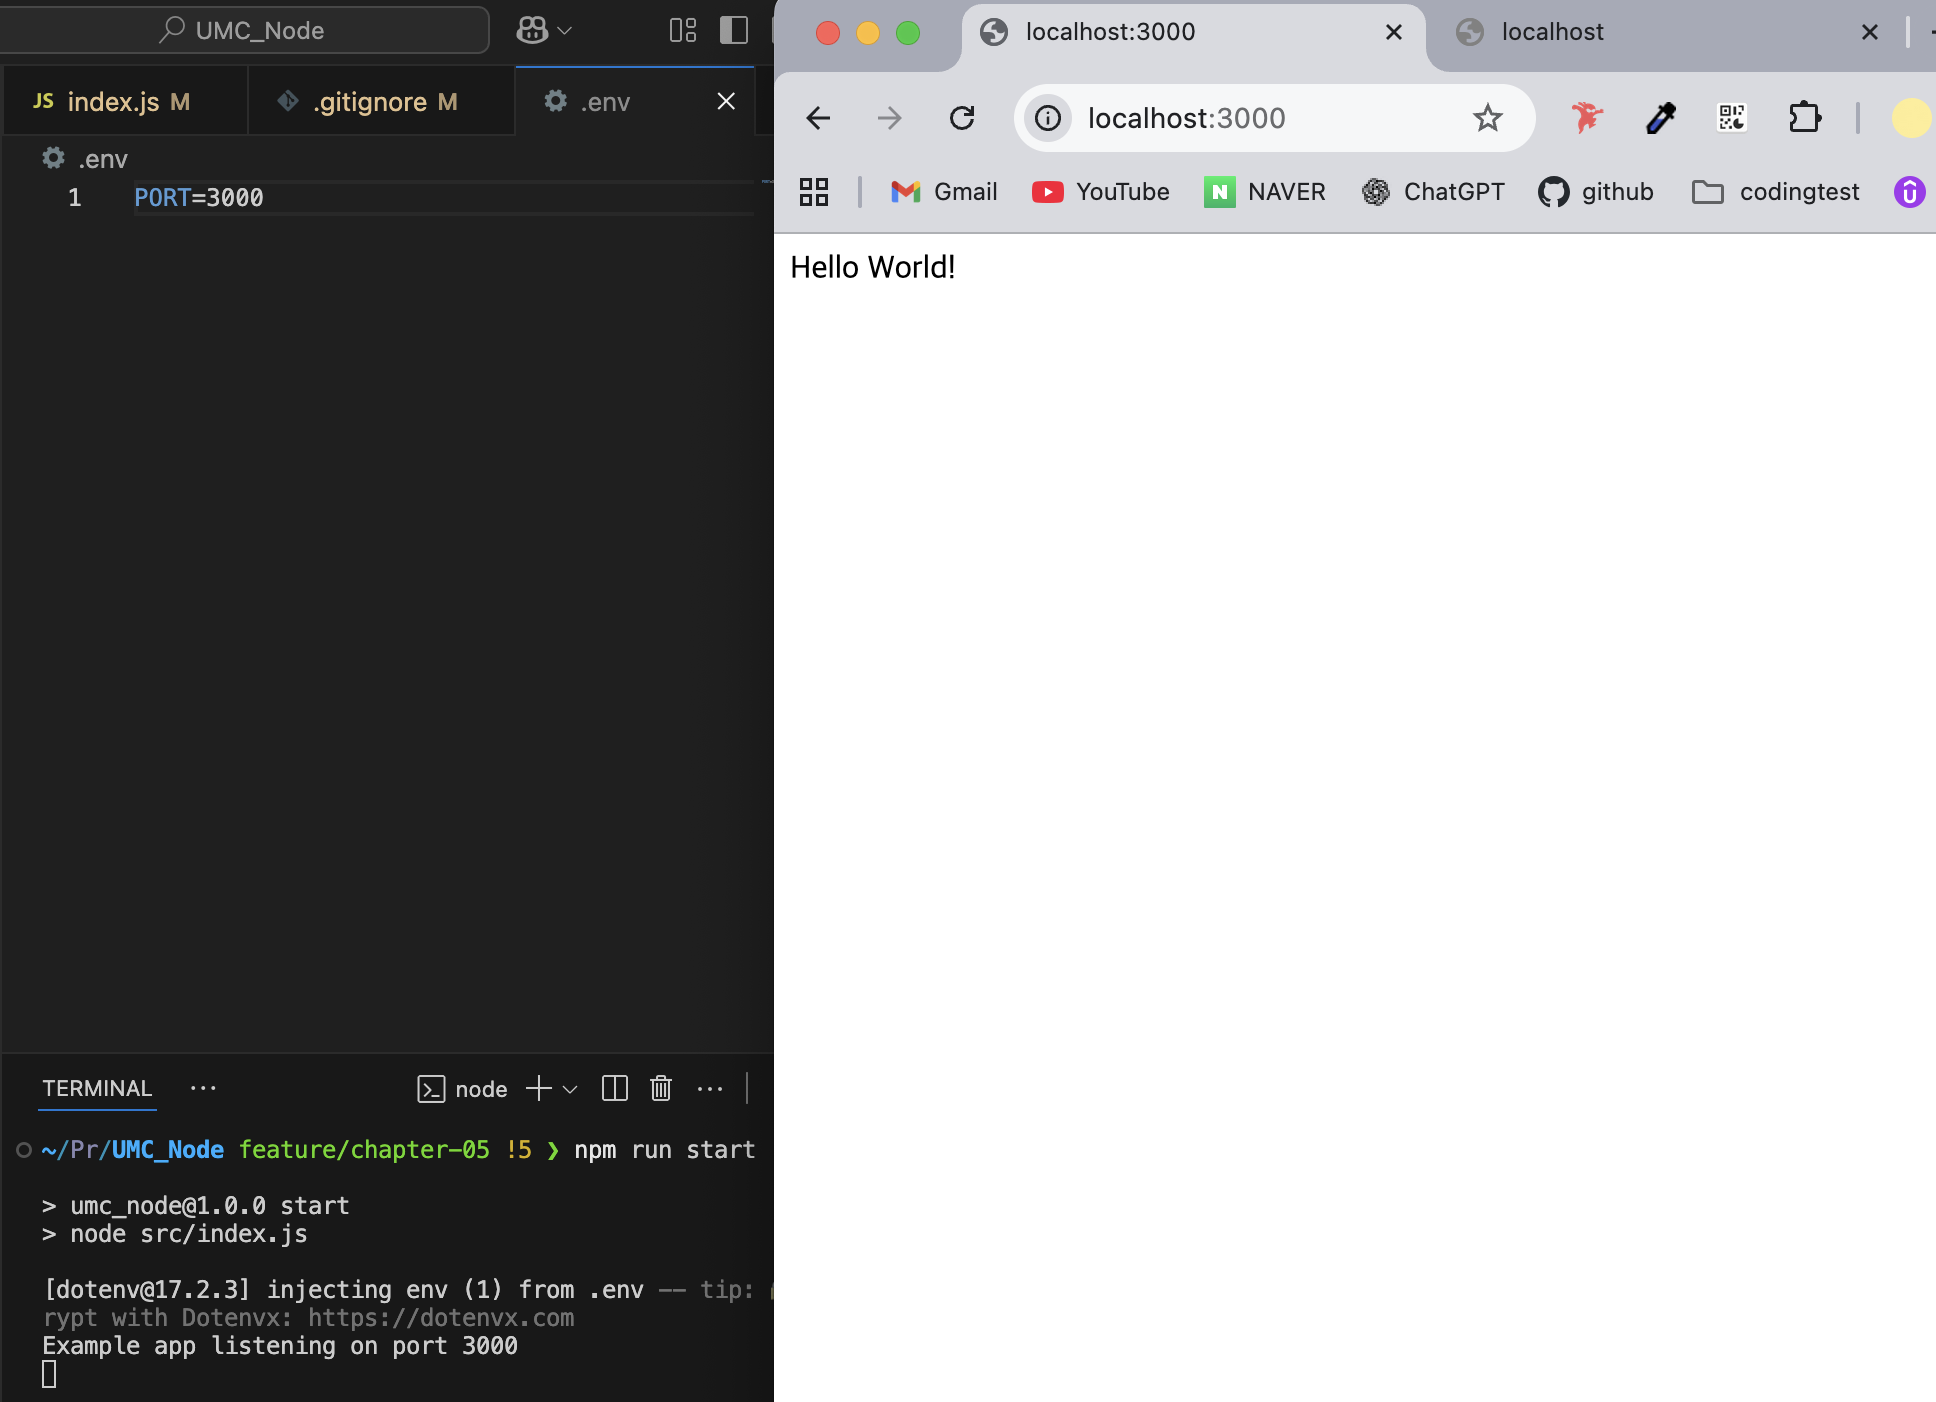 UMC_Node
JS index.js M
.gitignore M
.env
.env
1 PORT=3000
TERMINAL
node
~/Pr/UMC_Node feature/chapter-05 !5 ❯ npm run start
> umc_node@1.0.0 start
> node src/index.js
[dotenv@17.2.3] injecting env (1) from .env -- tip:
rypt with Dotenvx: https://dotenvx.com
Example app listening on port 3000
localhost:3000
localhost
localhost:3000
Gmail
YouTube
N NAVER
ChatGPT
github
codingtest
Hello World!